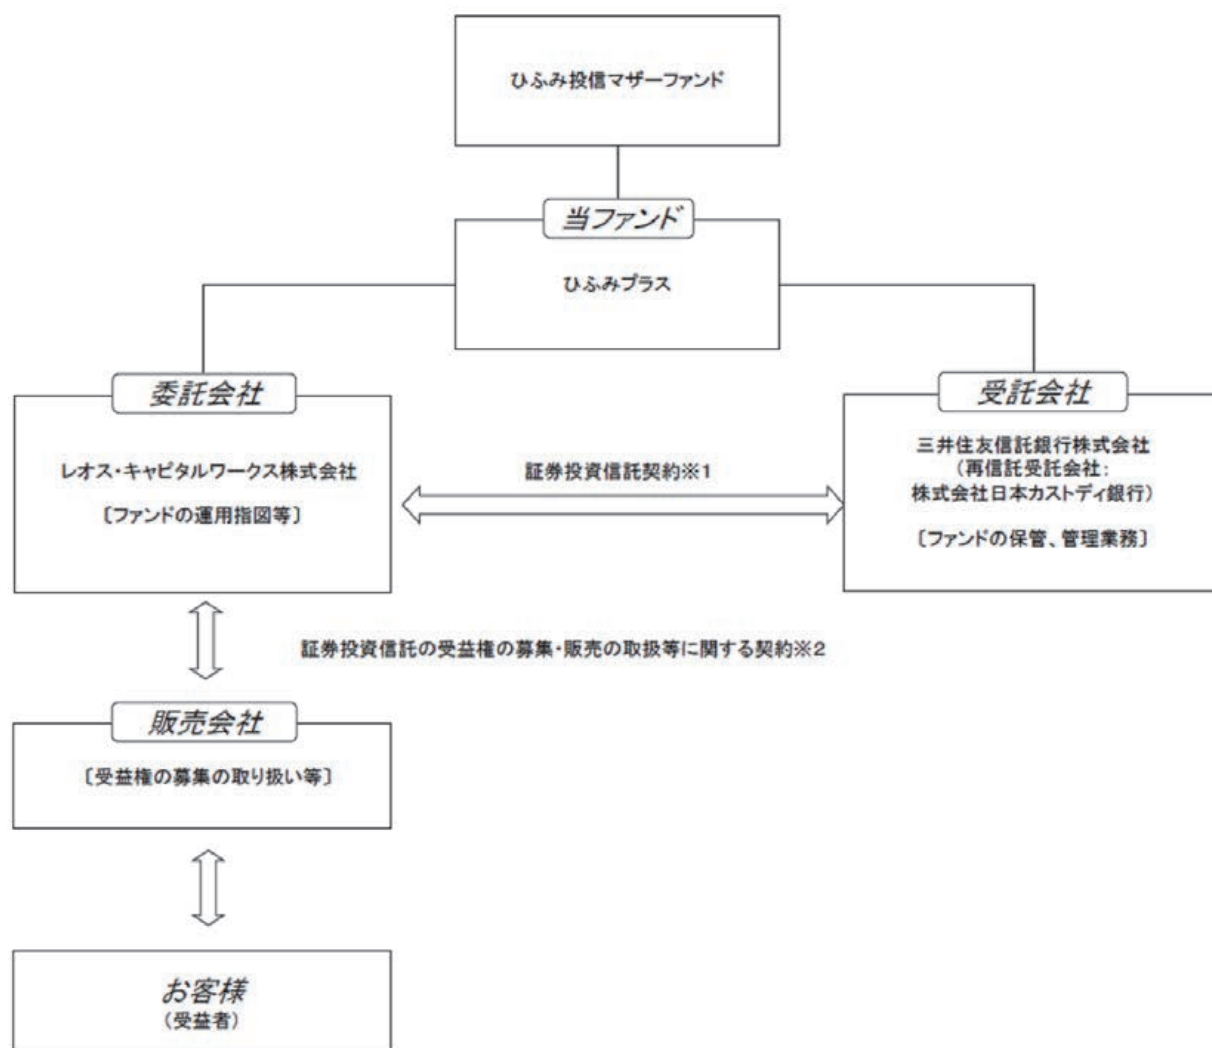 ひふみ投信マザーファンド
当ファンド
ひふみプラス
委託会社
レオス・キャピタルワークス株式会社
〔ファンドの運用指図等〕
証券投資信託契約※1
受託会社
三井住友信託銀行株式会社
(再信託受託会社:
株式会社日本カストディ銀行)
〔ファンドの保管、管理業務〕
証券投資信託の受益権の募集・販売の取扱等に関する契約※2
販売会社
〔受益権の募集の取り扱い等〕
お客様
(受益者)